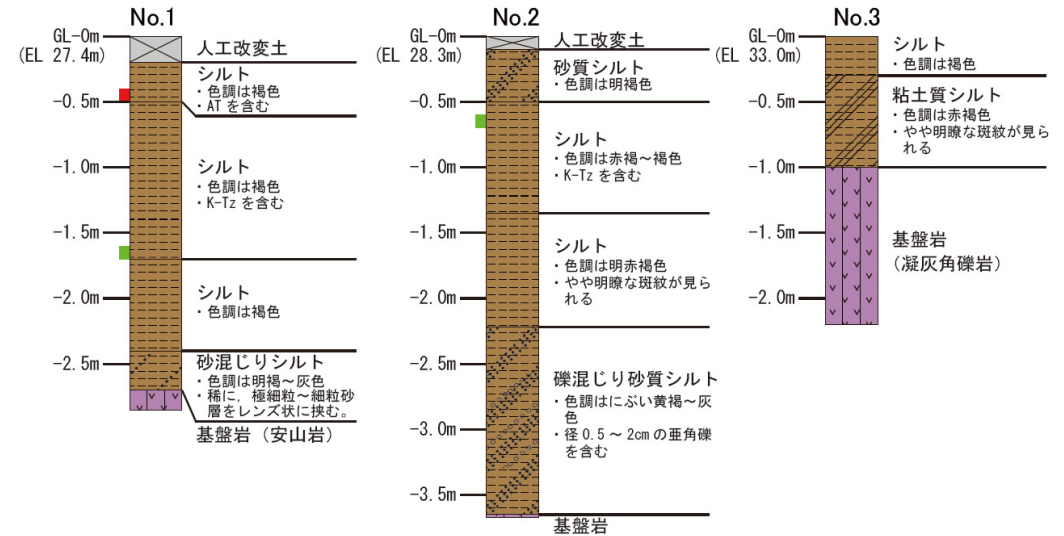 No.1
GL-0m
(EL 27.4m)
-0.5m
-1.0m
-1.5m
-2.0m
-2.5m
人工改変土
シルト
・色調は褐色
・ATを含む
シルト
・色調は褐色
・K-Tzを含む
シルト
・色調は褐色
砂混じりシルト
・色調は明褐～灰色
・稀に，極細粒～細粒砂
層をレンズ状に挟む。
基盤岩（安山岩）
No.2
GL-0m
(EL 28.3m)
-0.5m
-1.0m
-1.5m
-2.0m
-2.5m
-3.0m
-3.5m
人工改変土
砂質シルト
・色調は明褐色
シルト
・色調は赤褐～褐色
・K-Tzを含む
シルト
・色調は明赤褐色
・やや明瞭な斑紋が見ら
れる
礫混じり砂質シルト
・色調はにぶい黄褐～灰
色
・径0.5～2cmの亜角礫
を含む
基盤岩
No.3
GL-0m
(EL 33.0m)
-0.5m
-1.0m
-1.5m
-2.0m
シルト
・色調は褐色
粘土質シルト
・色調は赤褐色
・やや明瞭な斑紋が見ら
れる
基盤岩
（凝灰角礫岩）